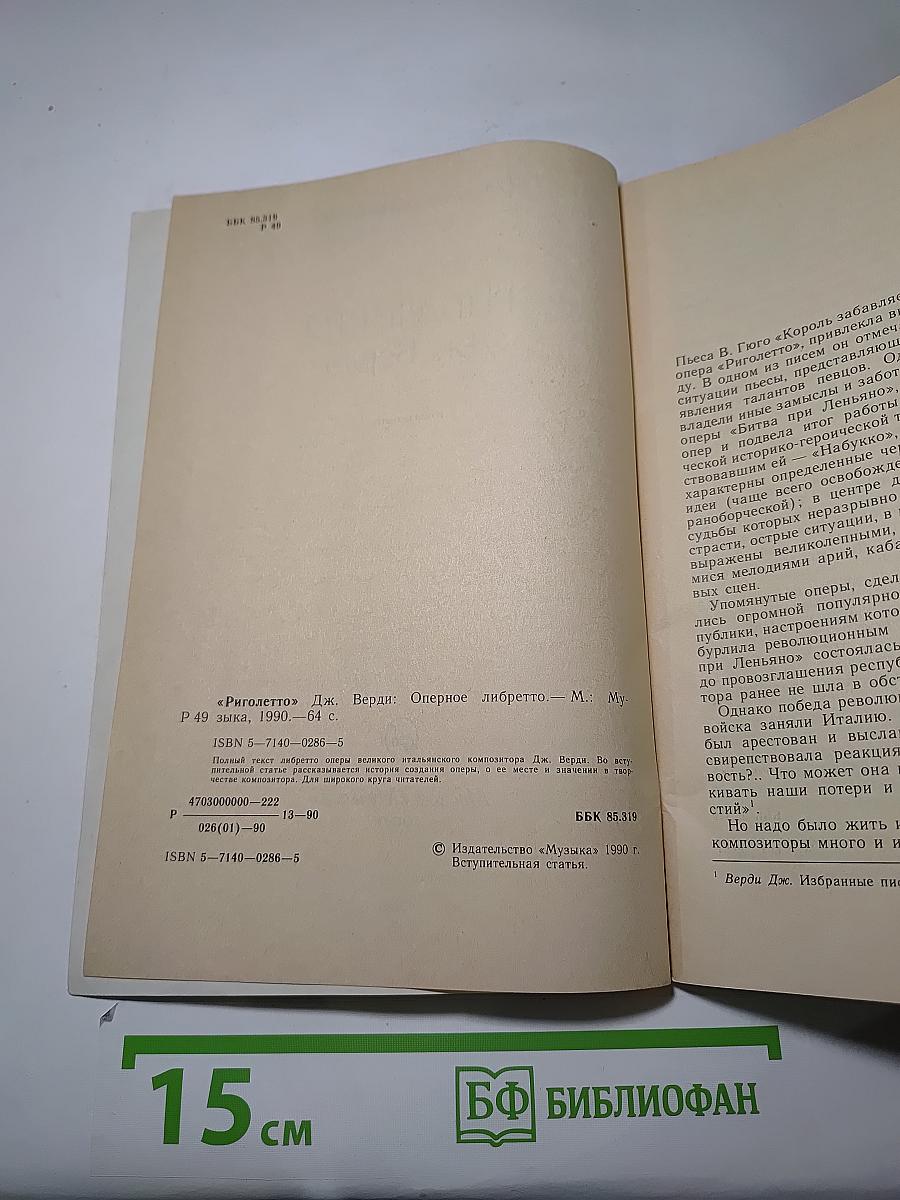 ББК 85.319
Р 49
«Риголетто» Дж. Верди: Оперное либретто.— М.: Му-
Р 49 зыка, 1990.—64 с.
ISBN 5—7140—0286—5
Полный текст либретто оперы великого итальянского композитора Дж. Верди. Во всту-
пительной статье рассказывается история создания оперы, о ее месте и значении в твор-
честве композитора. Для широкого круга читателей.
4703000000—222
Р 13—90
026(01)—90
ББК 85.319
ISBN 5—7140—0286—5
© Издательство «Музыка» 1990 г.
Вступительная статья.
Пьеса В. Гюго «Король забавляе
опера «Риголетто», привлекла
ду. В одном из писем он отмеча
ситуации пьесы, представляющ
явления талантов певцов. Од
владели иные замыслы и забот
оперы «Битва при Леньяно»,
опер и подвела итог работы
ческой историко-героической т
ствовавшим ей — «Набукко»,
характерны определенные че
идеи (чаще всего освобожде
раноборческой); в центре д
судьбы которых неразрывно
страсти, острые ситуации, в
выражены великолепными,
мися мелодиями арий, каба
вых сцен.
Упомянутые оперы, сдел
лись огромной популярно
публики, настроениям кото
бурлила революционным
при Леньяно» состоялась
до провозглашения респуб
тора ранее не шла в обст
Однако победа революц
войска заняли Италию.
был арестован и выслан
свирепствовала реакция
вость?.. Что может она
кивать наши потери и
стий»¹.
Но надо было жить и
композиторы много и и
¹ Верди Дж. Избранные пис
15 см
БФ БИБЛИОФАН